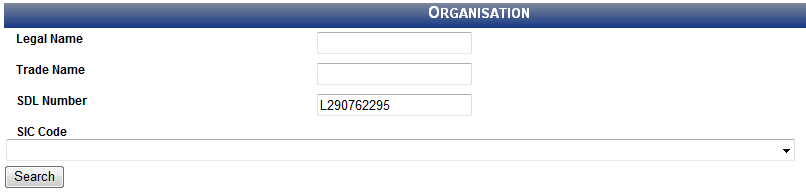 ORGANISATION
Legal Name
Trade Name
SDL Number L290762295
SIC Code
Search